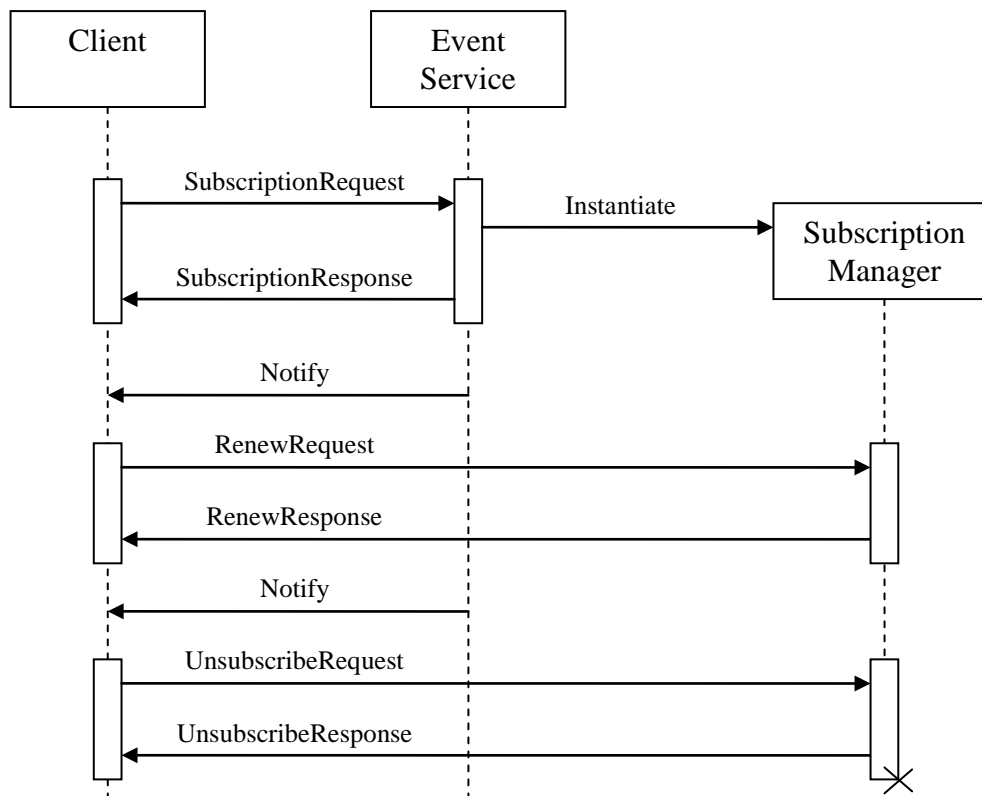 Client
Event
Service
SubscriptionRequest
Instantiate
Subscription
Manager
SubscriptionResponse
Notify
RenewRequest
RenewResponse
Notify
UnsubscribeRequest
UnsubscribeResponse